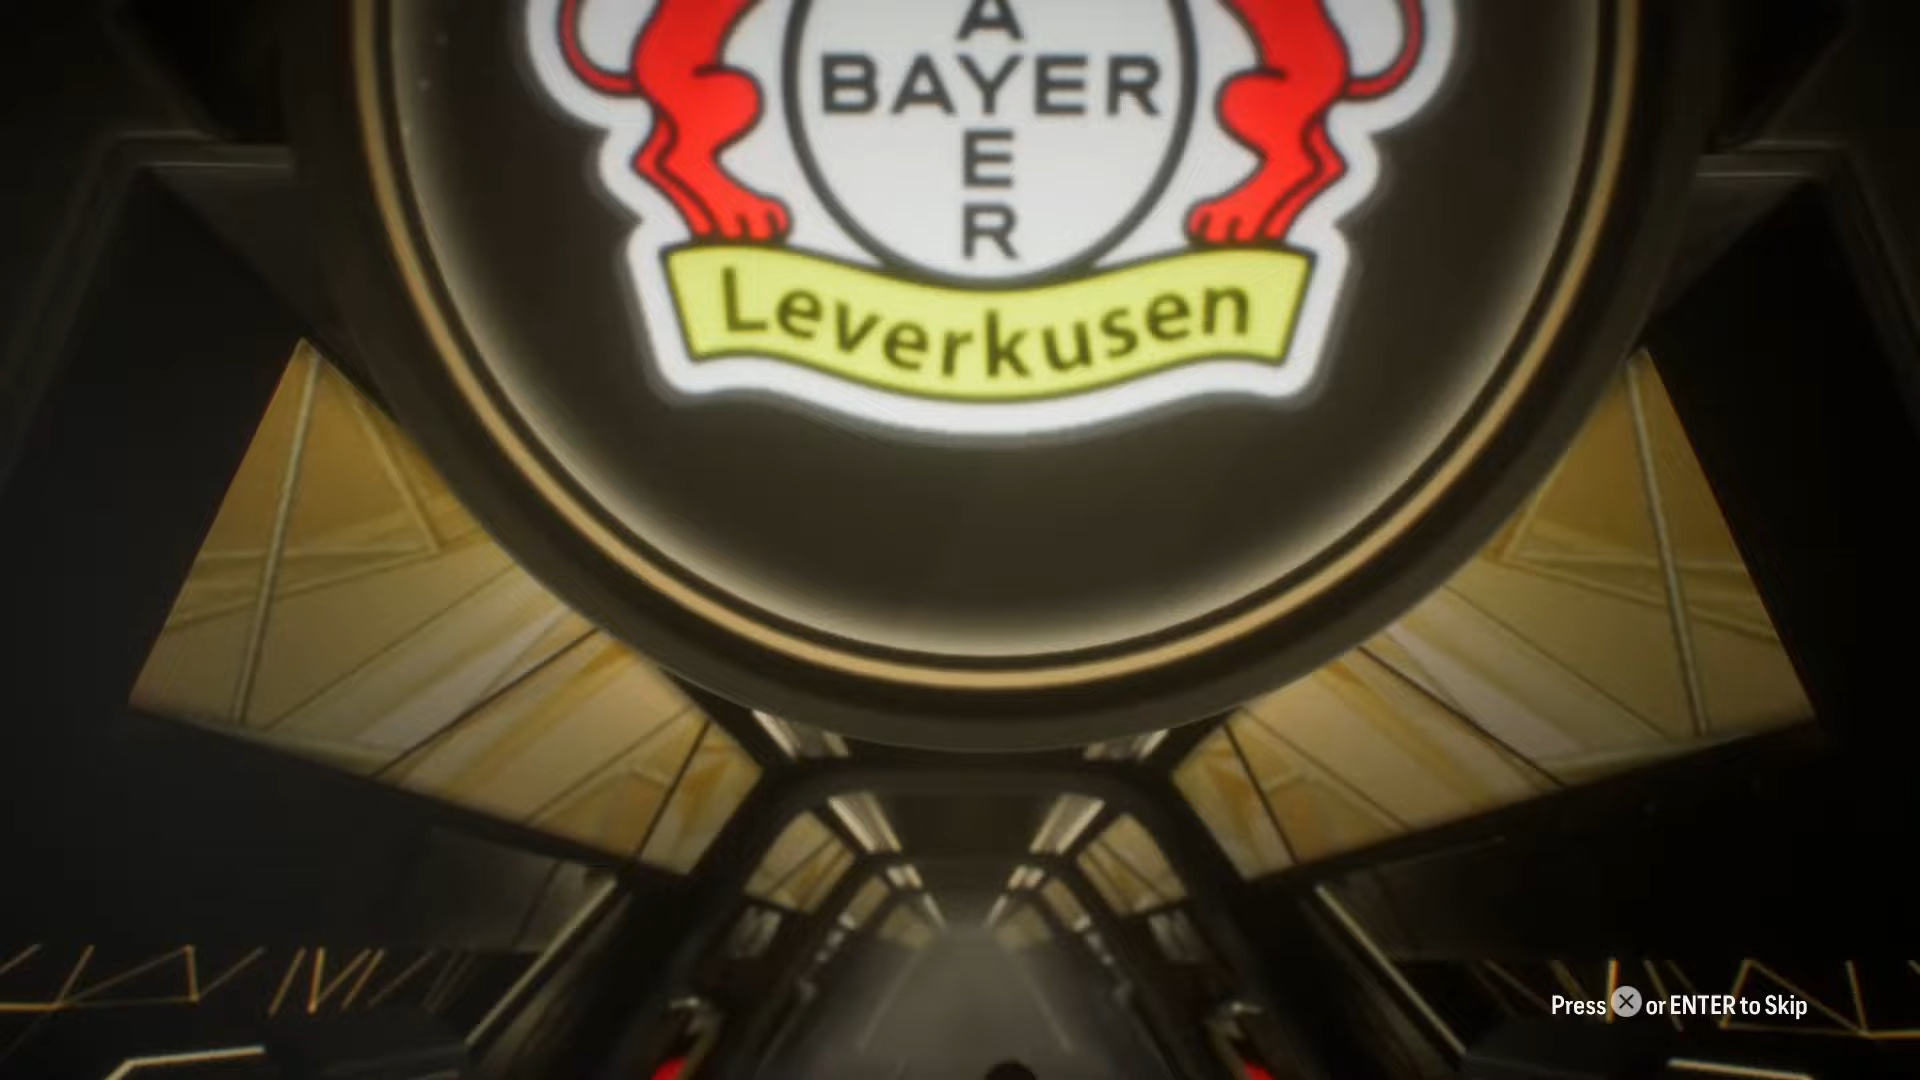 A
BAYER
E
R
Leverkusen
Press ⓧ or ENTER to Skip